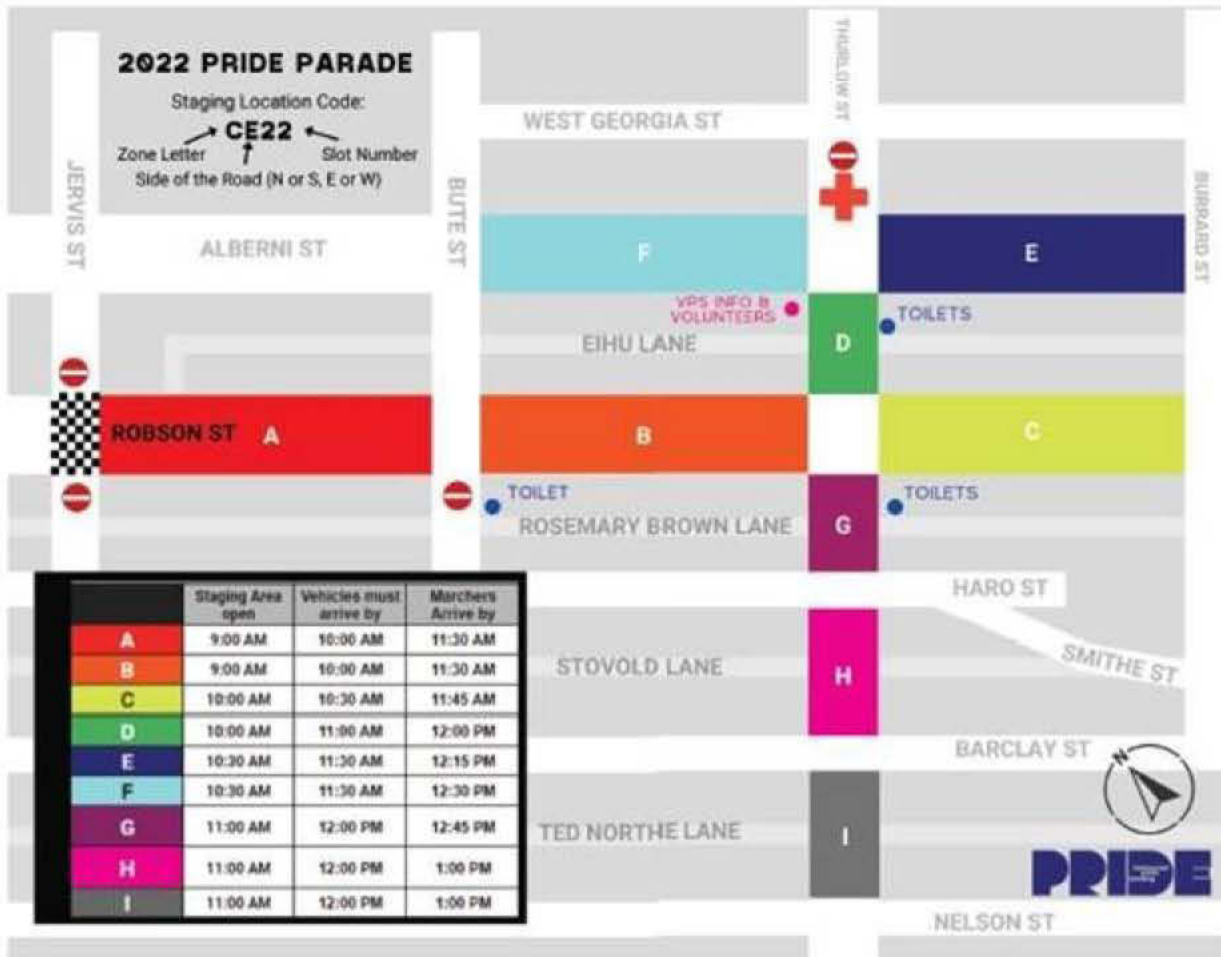 2022 PRIDE PARADE
Staging Location Code:
CE22
Zone Letter
Slot Number
Side of the Road (N or S, E or W)
THURLOW ST
WEST GEORGIA ST
JERVIS ST
BUTE ST
BURRARD ST
ALBERNI ST
F
E
VPS INFO &
VOLUNTEERS
TOILETS
EIHU LANE
D
ROBSON ST
A
B
C
TOILET
TOILETS
ROSEMARY BROWN LANE
G
HARO ST
SMITHE ST
STOVOLD LANE
H
BARCLAY ST
N
TED NORTHE LANE
I
PRIDE
NELSON ST
Staging Area open Vehicles must arrive by Marchers Arrive by
A 9:00 AM 10:00 AM 11:30 AM
B 9:00 AM 10:00 AM 11:30 AM
C 10:00 AM 10:30 AM 11:45 AM
D 10:00 AM 11:00 AM 12:00 PM
E 10:30 AM 11:30 AM 12:15 PM
F 10:30 AM 11:30 AM 12:30 PM
G 11:00 AM 12:00 PM 12:45 PM
H 11:00 AM 12:00 PM 1:00 PM
I 11:00 AM 12:00 PM 1:00 PM